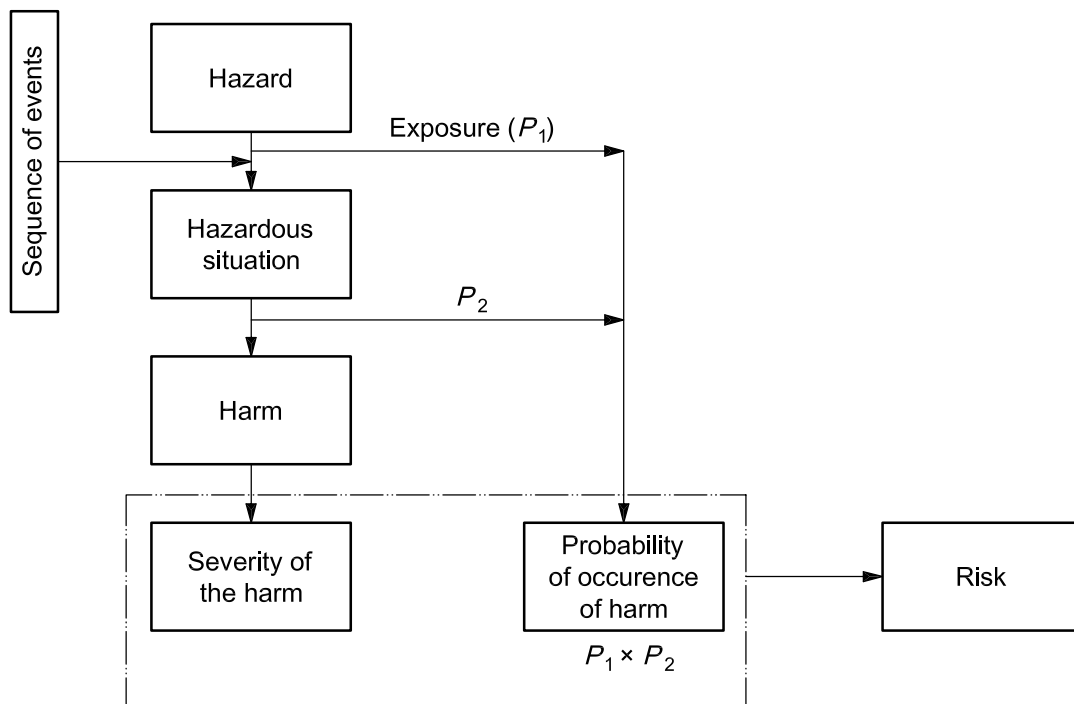 Sequence of events
Hazard
Exposure (P₁)
Hazardous
situation
P₂
Harm
Severity of
the harm
Probability
of occurence
of harm
P₁ × P₂
Risk